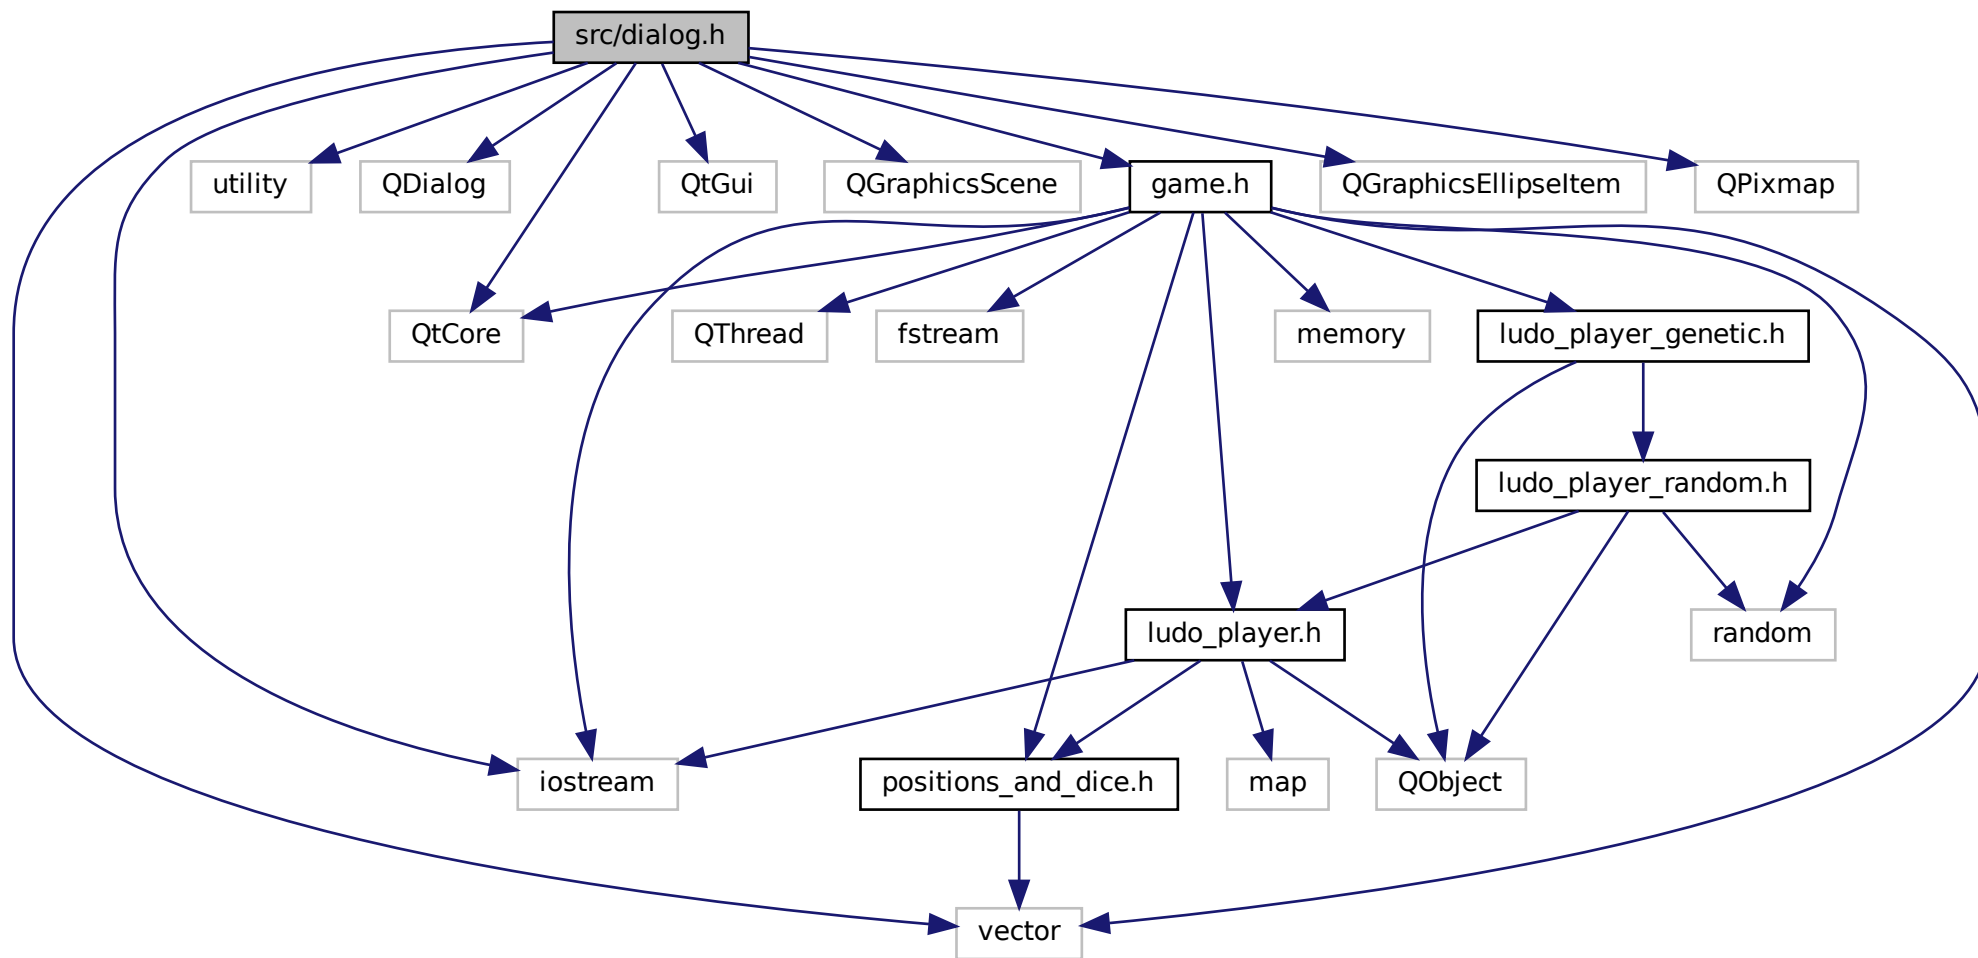 src/dialog.h
utility
QDialog
QtGui
QGraphicsScene
game.h
QGraphicsEllipseItem
QPixmap
QtCore
QThread
fstream
memory
ludo_player_genetic.h
ludo_player_random.h
ludo_player.h
random
iostream
positions_and_dice.h
map
QObject
vector